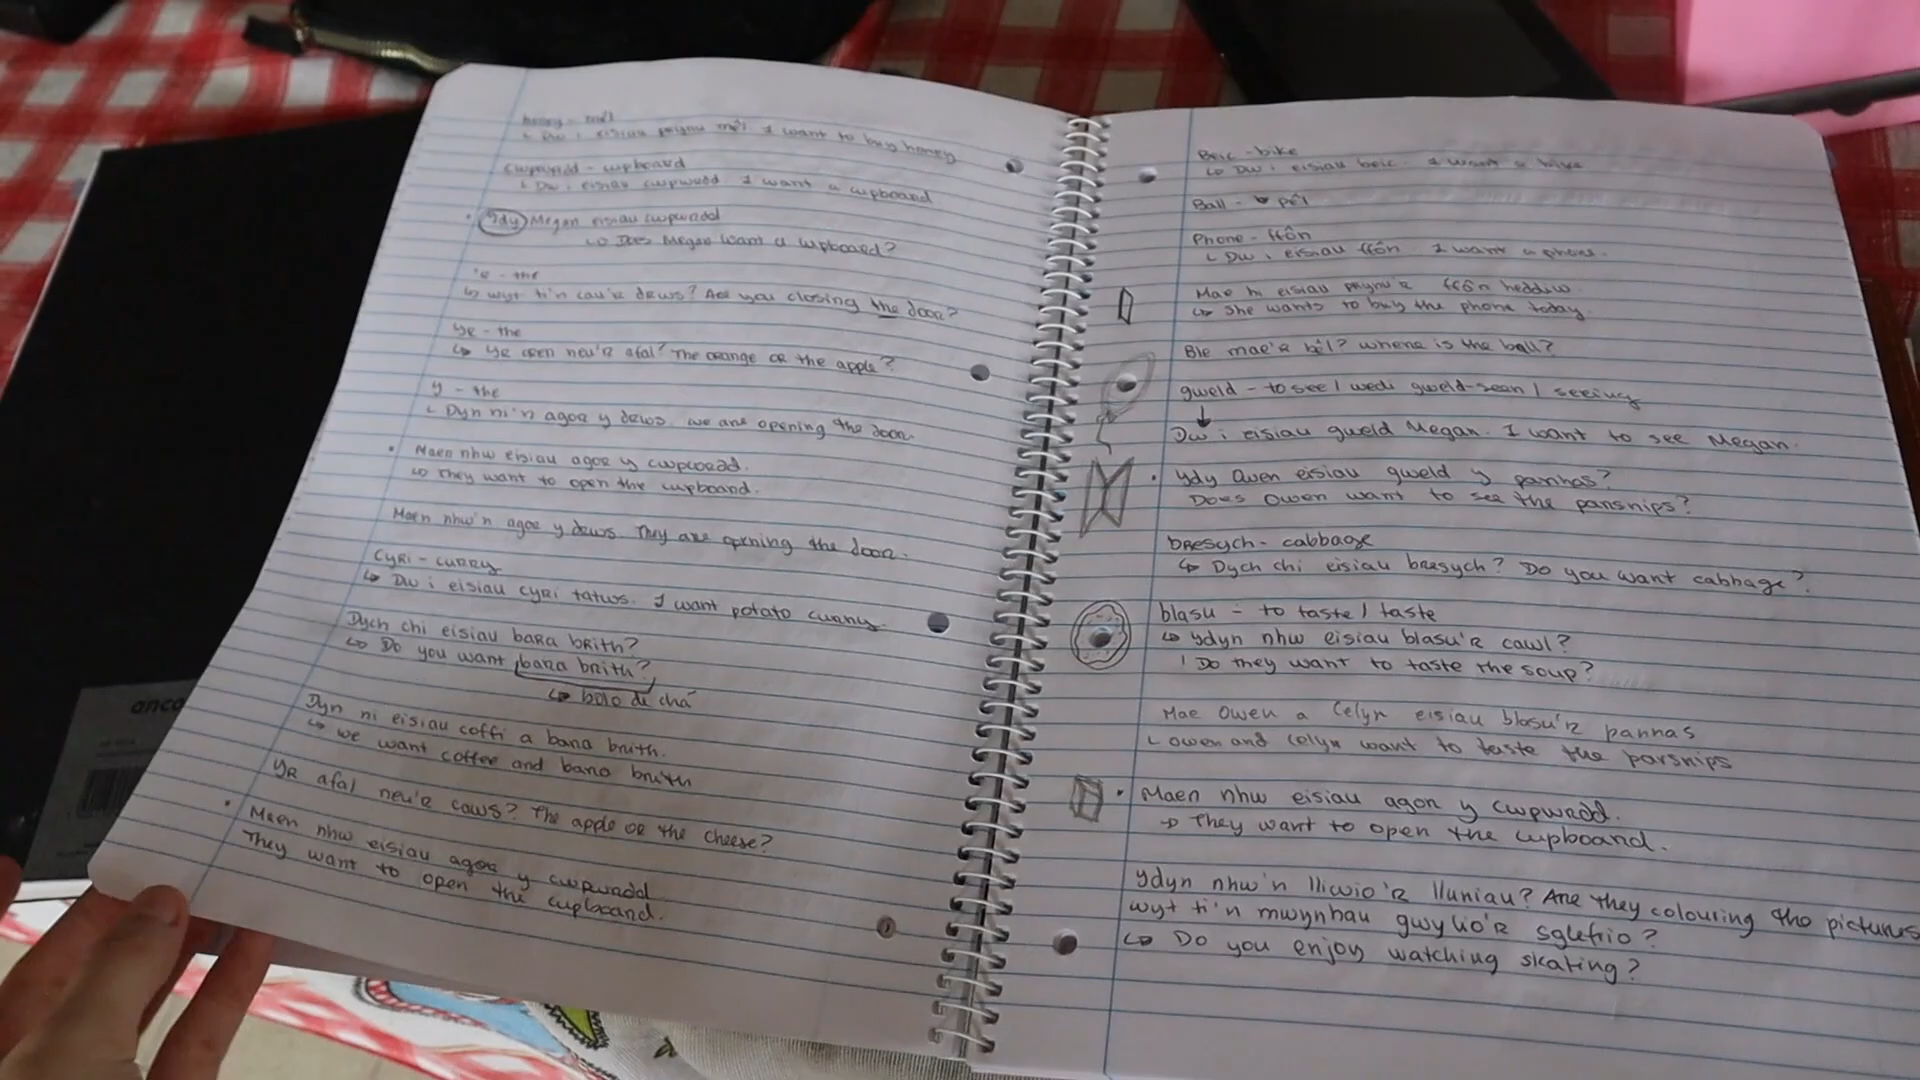 honey - mêl
↳ Dw i eisiau prynu mêl I want to buy honey
cwpwrdd - cupboard
↳ Dw i eisiau cwpwrdd I want a cupboard
• Ydy Megan eisiau cwpwrdd
↳ Does Megan want a cupboard?
'R - the
↳ wyt ti'n cau'R dRws? Are you closing the door?
YR - the
↳ YR oren neu'R afal? The orange or the apple?
y - the
↳ Dyn ni'n agor y dRws. we are opening the door
• Maen nhw eisiau agor y cwpwrdd.
↳ They want to open the cupboard.
Maen nhw'n agor y dRws. They are opening the door.
Cyri - curry
↳ Dw i eisiau cyri tatws. I want potato curry.
Dych chi eisiau bara brith?
↳ Do you want bara brith?
↳ bolo de chá
Dyn ni eisiau coffi a bara brith.
↳ we want coffee and bara brith
YR afal neu'R caws? The apple or the cheese?
• Maen nhw eisiau agor y cwpwrdd
They want to open the cupboard.
anco
Beic - bike
↳ Dw i eisiau beic. I want a bike
Ball - pêl
Phone - ffôn
↳ Dw i eisiau ffôn I want a phone.
Mae hi eisiau prynu'R ffôn heddiw.
↳ She wants to buy the phone today
Ble mae'R bêl? where is the ball?
gweld - to see / wedi gweld - seen / seeing
↓
Dw i eisiau gweld Megan. I want to see Megan.
• Ydy Owen eisiau gweld y pannas?
Does Owen want to see the parsnips?
bResych - cabbage
↳ Dych chi eisiau bresych? Do you want cabbage?
blasu - to taste / taste
↳ ydyn nhw eisiau blasu'R cawl?
Do they want to taste the soup?
Mae Owen a Celyn eisiau blasu'R pannas
↳ owen and Celyn want to taste the parsnips
• Maen nhw eisiau agor y cwpwrdd.
→ They want to open the cupboard.
Ydyn nhw'n lliwio'R lluniau? Are they colouring the pictures
wyt ti'n mwynhau gwylio'R sglefrio?
↳ Do you enjoy watching skating?